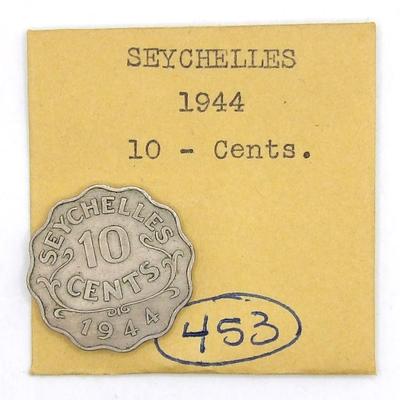 SEYCHELLES
1944
10 - Cents.
SEYCHELLES
10
CENTS
1944
453